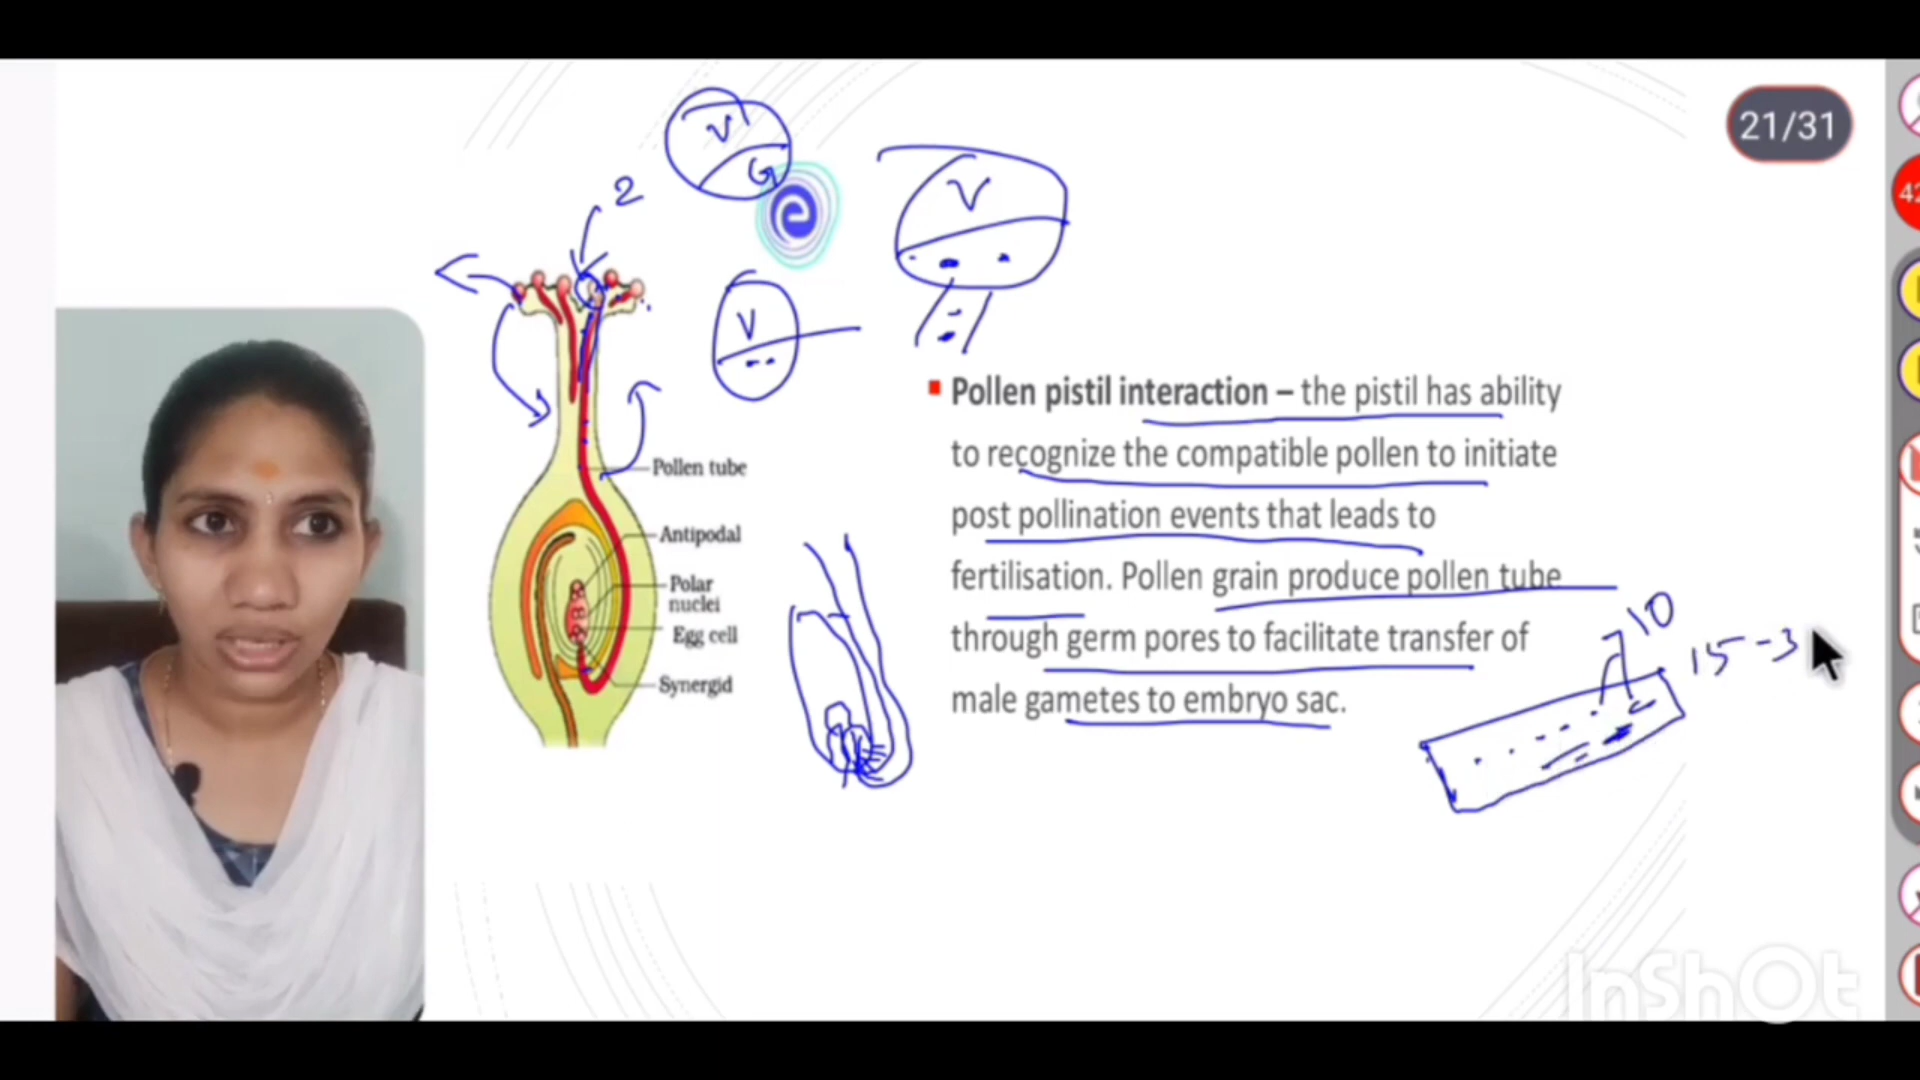 21/31
V
G
2
V
V
42
Pollen pistil interaction – the pistil has ability
to recognize the compatible pollen to initiate
post pollination events that leads to
fertilisation. Pollen grain produce pollen tube
through germ pores to facilitate transfer of
male gametes to embryo sac.
Pollen tube
Antipodal
Polar
nuclei
Egg cell
Synergid
10
15-3
InShOt